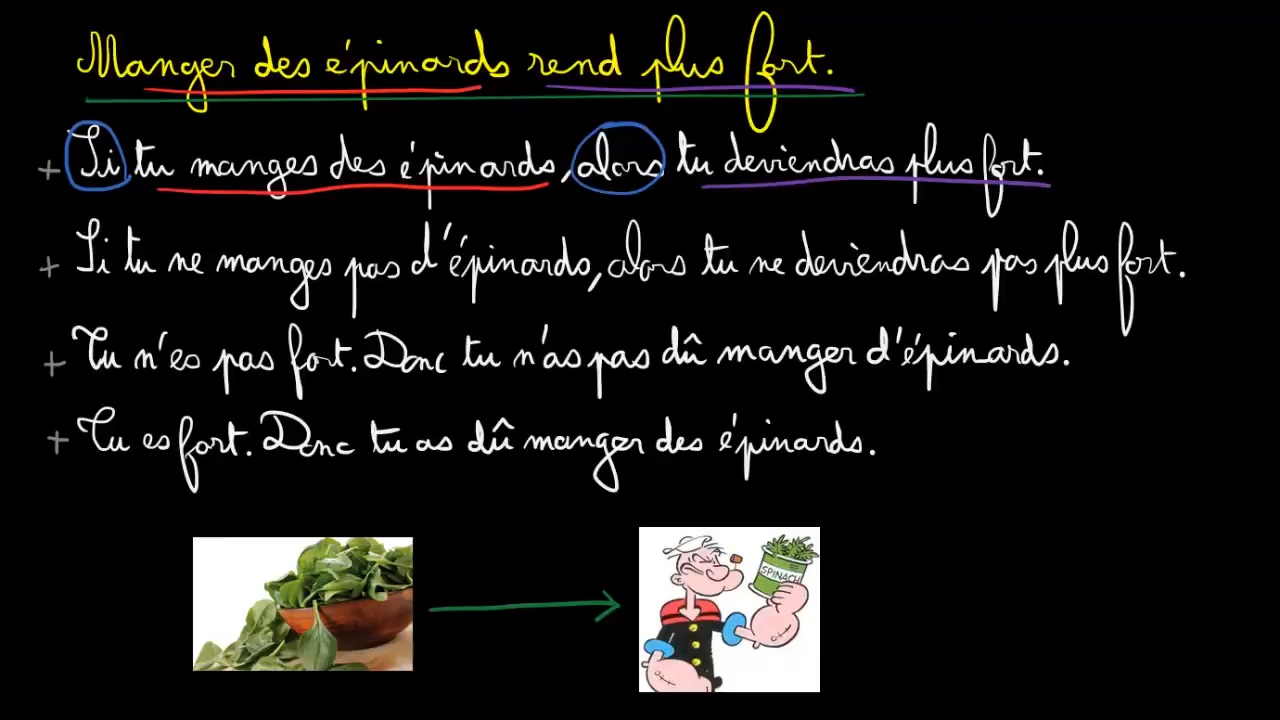 Manger des épinards rend plus fort.
+ Si tu manges des épinards, alors tu deviendras plus fort.
+ Si tu ne manges pas d'épinards, alors tu ne deviendras pas plus fort.
+ Tu n'es pas fort. Donc tu n'as pas dû manger d'épinards.
+ Tu es fort. Donc tu as dû manger des épinards.
SPINACH